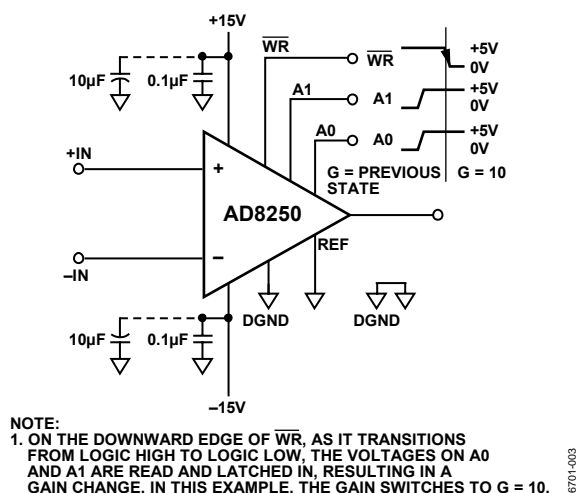 +15V
10µF
0.1µF
WR
WR
+5V
0V
A1
A1
+5V
0V
A0
A0
+5V
0V
+IN
+
G = PREVIOUS STATE
G = 10
AD8250
–IN
–
REF
DGND
DGND
10µF
0.1µF
–15V
NOTE:
1. ON THE DOWNWARD EDGE OF WR, AS IT TRANSITIONS
FROM LOGIC HIGH TO LOGIC LOW, THE VOLTAGES ON A0
AND A1 ARE READ AND LATCHED IN, RESULTING IN A
GAIN CHANGE. IN THIS EXAMPLE, THE GAIN SWITCHES TO G = 10.
6701-003